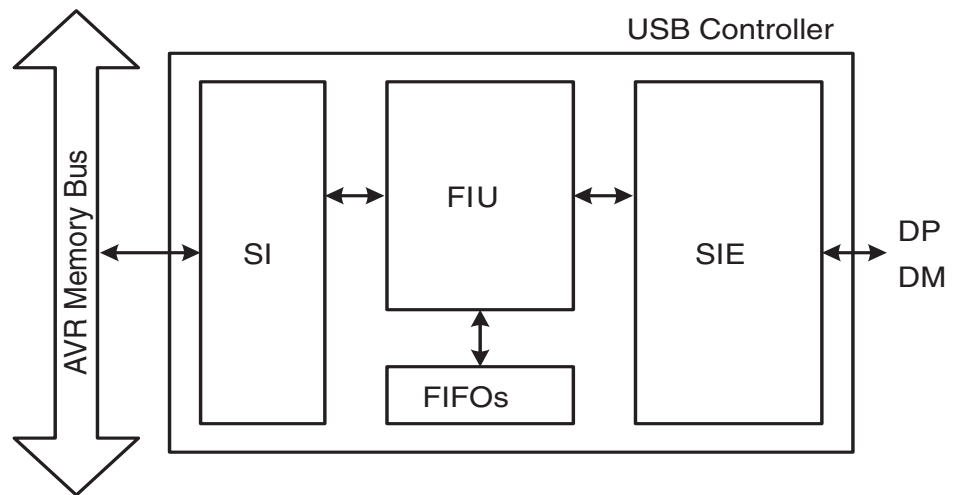 USB Controller
AVR Memory Bus
SI
FIU
SIE
FIFOs
DP
DM